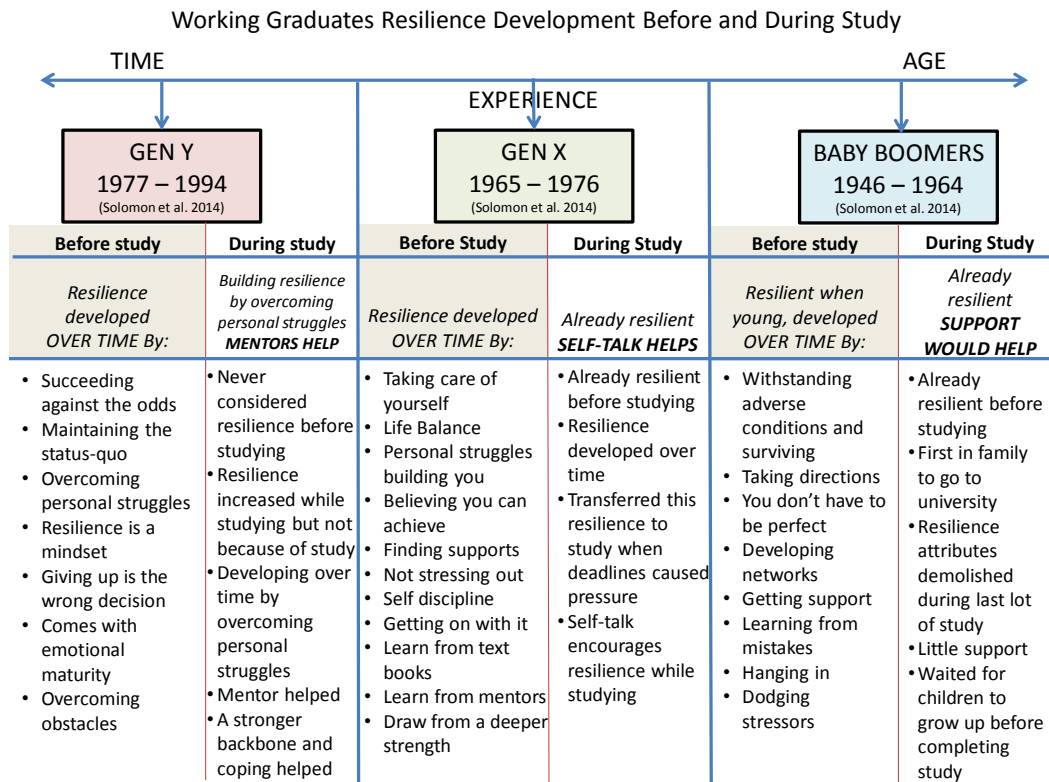 Working Graduates Resilience Development Before and During Study
TIME
AGE
EXPERIENCE
GEN Y
1977 – 1994
(Solomon et al. 2014)
GEN X
1965 – 1976
(Solomon et al. 2014)
BABY BOOMERS
1946 – 1964
(Solomon et al. 2014)
Before study
During study
Before Study
During Study
Before study
During Study
Resilience
developed
OVER TIME By:
Building resilience
by overcoming
personal struggles
MENTORS HELP
Resilience developed
OVER TIME By:
Already resilient
SELF-TALK HELPS
Resilient when
young, developed
OVER TIME By:
Already
resilient
SUPPORT
WOULD HELP
• Succeeding
against the odds
• Maintaining the
status-quo
• Overcoming
personal struggles
• Resilience is a
mindset
• Giving up is the
wrong decision
• Comes with
emotional
maturity
• Overcoming
obstacles
• Never
considered
resilience before
studying
• Resilience
increased while
studying but not
because of study
• Developing over
time by
overcoming
personal
struggles
• Mentor helped
• A stronger
backbone and
coping helped
• Taking care of
yourself
• Life Balance
• Personal struggles
building you
• Believing you can
achieve
• Finding supports
• Not stressing out
• Self discipline
• Getting on with it
• Learn from text
books
• Learn from mentors
• Draw from a deeper
strength
• Already resilient
before studying
• Resilience
developed over
time
• Transferred this
resilience to
study when
deadlines caused
pressure
• Self-talk
encourages
resilience while
studying
• Withstanding
adverse
conditions and
surviving
• Taking directions
• You don’t have to
be perfect
• Developing
networks
• Getting support
• Learning from
mistakes
• Hanging in
• Dodging
stressors
• Already
resilient before
studying
• First in family
to go to
university
• Resilience
attributes
demolished
during last lot
of study
• Little support
• Waited for
children to
grow up before
completing
study